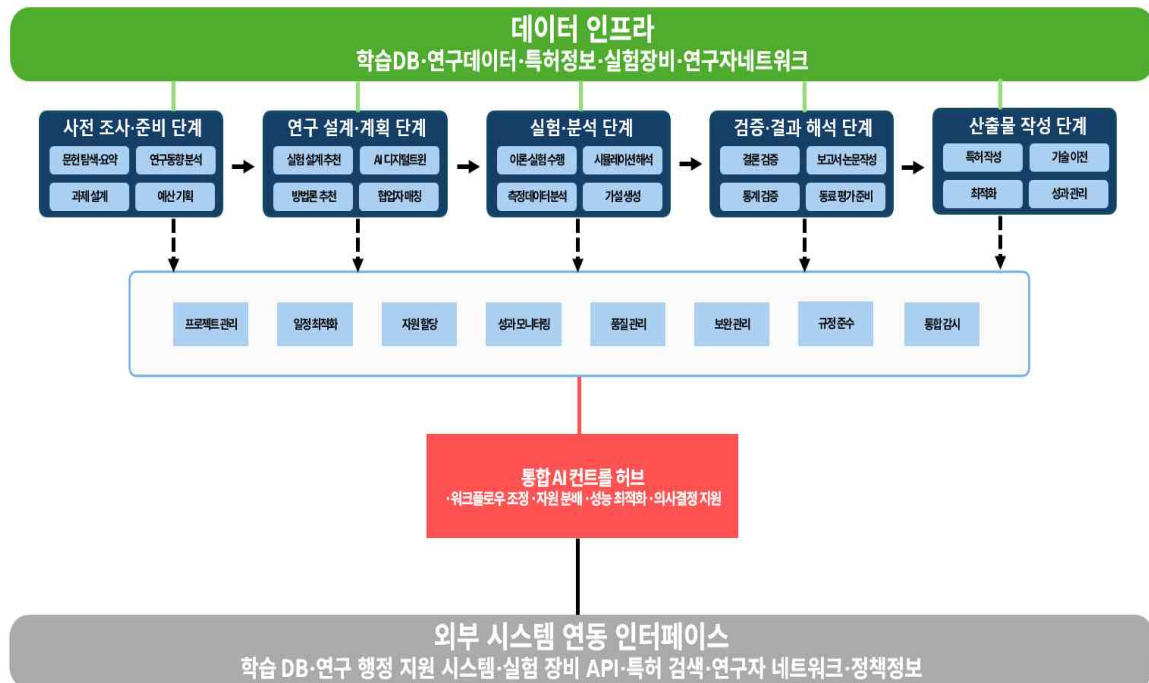 데이터 인프라
학습DB·연구데이터·특허정보·실험장비·연구자네트워크
사전 조사·준비 단계
문헌 탐색·요약
연구동향 분석
과제 설계
예산 기획
연구 설계·계획 단계
실험 설계 추천
AI 디지털트윈
방법론 추천
협업자 매칭
실험·분석 단계
이론·실험 수행
시뮬레이션 해석
측정데이터 분석
가설 생성
검증·결과 해석 단계
결론 검증
보고서 논문작성
통계 검증
동료 평가 준비
산출물 작성 단계
특허 작성
기술 이전
최적화
성과 관리
프로젝트 관리
일정 최적화
자원 할당
성과 모니터링
품질 관리
보완 관리
규정 준수
통합 감시
통합 AI 컨트롤 허브
·워크플로우 조정 ·자원 분배 ·성능 최적화 ·의사결정 지원
외부 시스템 연동 인터페이스
학습 DB·연구 행정 지원 시스템·실험 장비 API·특허 검색·연구자 네트워크·정책정보